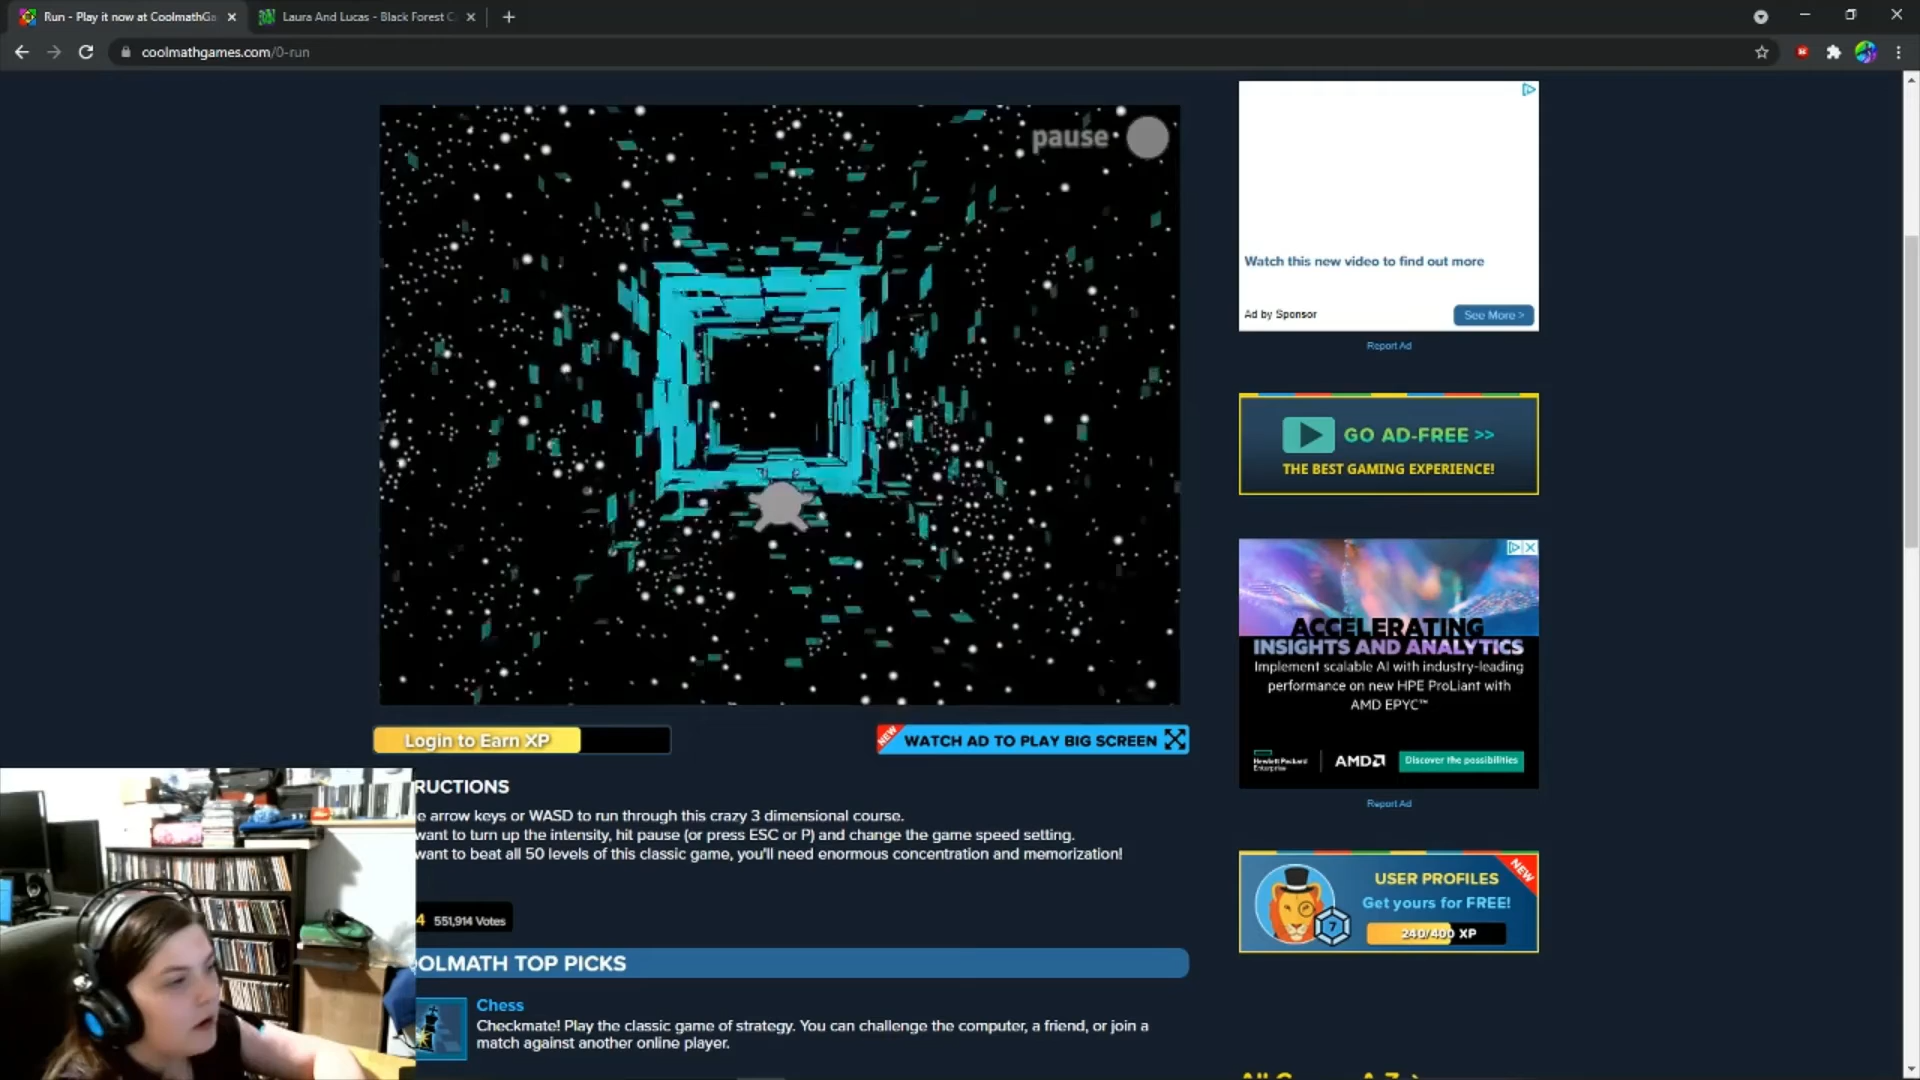 Run - Play it now at CoolmathGa
Laura And Lucas - Black Forest C
coolmathgames.com/0-run
pause
Watch this new video to find out more
Ad by Sponsor
See More >
Report Ad
GO AD-FREE >>
THE BEST GAMING EXPERIENCE!
ACCELERATING
INSIGHTS AND ANALYTICS
Implement scalable AI with industry-leading
performance on new HPE ProLiant with
AMD EPYC™
Hewlett Packard
Enterprise
AMD
Discover the possibilities
Report Ad
Login to Earn XP
NEW
WATCH AD TO PLAY BIG SCREEN
RUCTIONS
e arrow keys or WASD to run through this crazy 3 dimensional course.
want to turn up the intensity, hit pause (or press ESC or P) and change the game speed setting.
want to beat all 50 levels of this classic game, you'll need enormous concentration and memorization!
4 551,914 Votes
NEW
USER PROFILES
Get yours for FREE!
7
240/400 XP
OLMATH TOP PICKS
Chess
Checkmate! Play the classic game of strategy. You can challenge the computer, a friend, or join a
match against another online player.